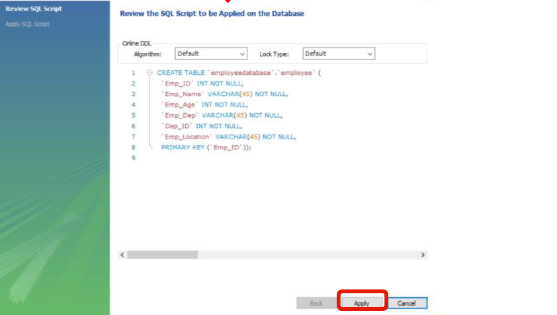 Review SQL Script
Apply SQL Script
Review the SQL Script to be Applied on the Database
Online DDL
Algorithm: Default Lock Type: Default
1 CREATE TABLE `employeedatabase`.`employee` (
2 `Emp_ID` INT NOT NULL,
3 `Emp_Name` VARCHAR(45) NOT NULL,
4 `Emp_Age` INT NOT NULL,
5 `Emp_Dep` VARCHAR(45) NOT NULL,
6 `Dep_ID` INT NOT NULL,
7 `Emp_Location` VARCHAR(45) NOT NULL,
8 PRIMARY KEY (`Emp_ID`));
9
Back Apply Cancel